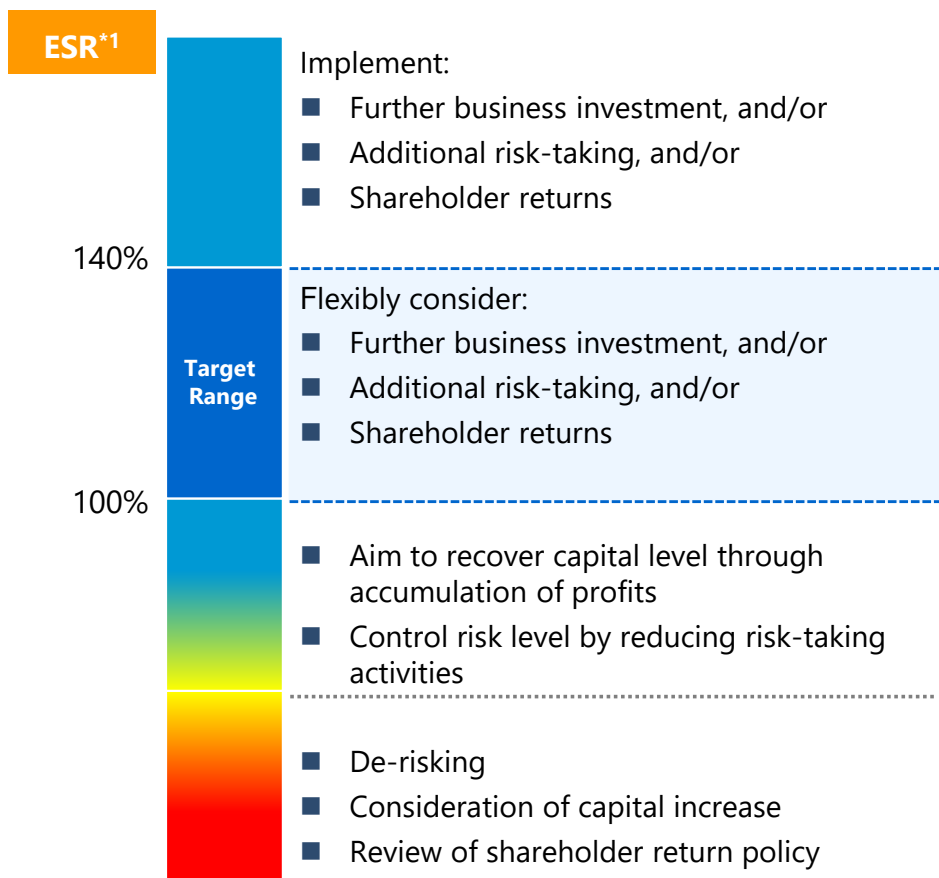 ESR*1
Implement:
■ Further business investment, and/or
■ Additional risk-taking, and/or
■ Shareholder returns
140%
Flexibly consider:
■ Further business investment, and/or
Target
Range
■ Additional risk-taking, and/or
■ Shareholder returns
100%
■ Aim to recover capital level through
accumulation of profits
■ Control risk level by reducing risk-taking
activities
■ De-risking
■ Consideration of capital increase
■ Review of shareholder return policy